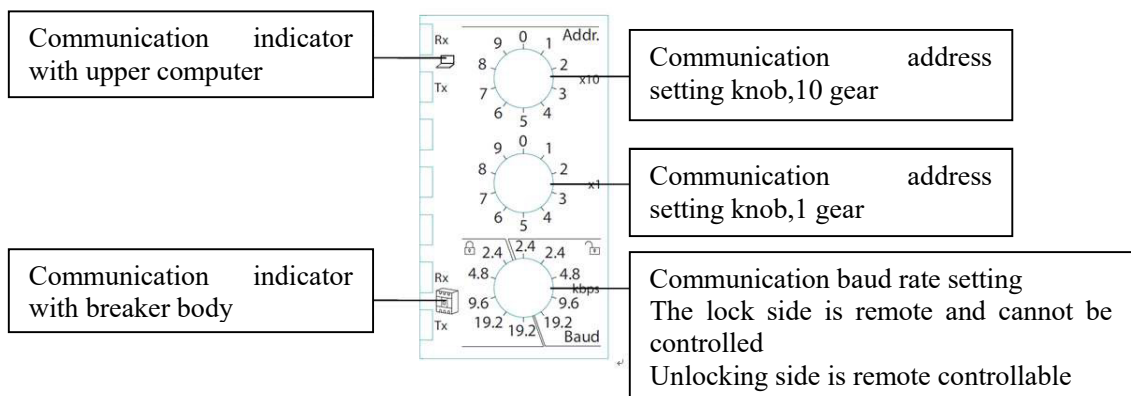 Communication indicator
with upper computer
Rx
Tx
Addr.
0
1
2
3
4
5
6
7
8
9
x10
Communication address
setting knob,10 gear
0
1
2
3
4
5
6
7
8
9
x1
Communication address
setting knob,1 gear
Communication indicator
with breaker body
Rx
Tx
2.4
2.4
2.4
4.8
4.8
kbps
9.6
9.6
19.2
19.2
19.2
Baud
Communication baud rate setting
The lock side is remote and cannot be
controlled
Unlocking side is remote controllable